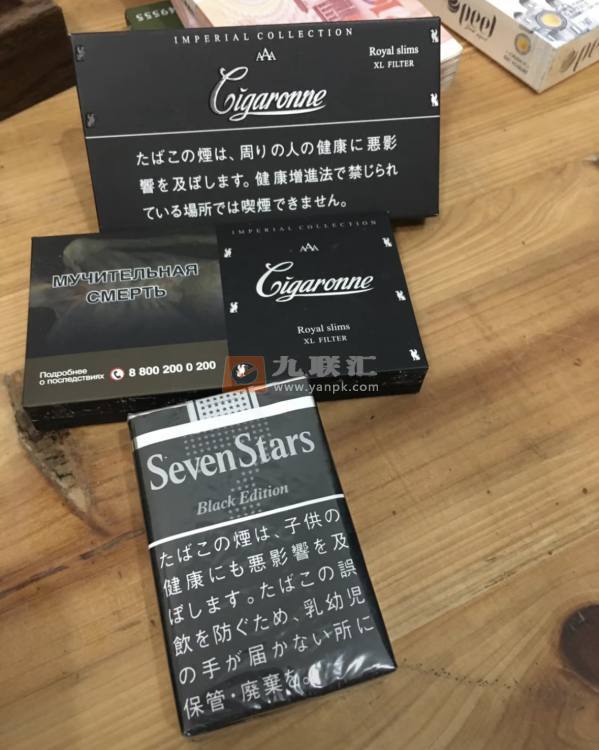 49555
peel
IMPERIAL COLLECTION
Royal slims
XL FILTER
Cigaronne
たばこの煙は、周りの人の健康に悪影
響を及ぼします。健康増進法で禁じられ
ている場所では喫煙できません。
IMPERIAL COLLECTION
МУЧИТЕЛЬНАЯ
СМЕРТЬ
Cigaronne
Royal slims
XL FILTER
Подробнее
о последствиях
8 800 200 0 200
九联汇
www.yanpk.com
SevenStars
Black Edition
たばこの煙は、子供の
健康にも悪影響を及
ぼします。たばこの誤
飲を防ぐため、乳幼児
の手が届かない所に
保管・廃棄を。